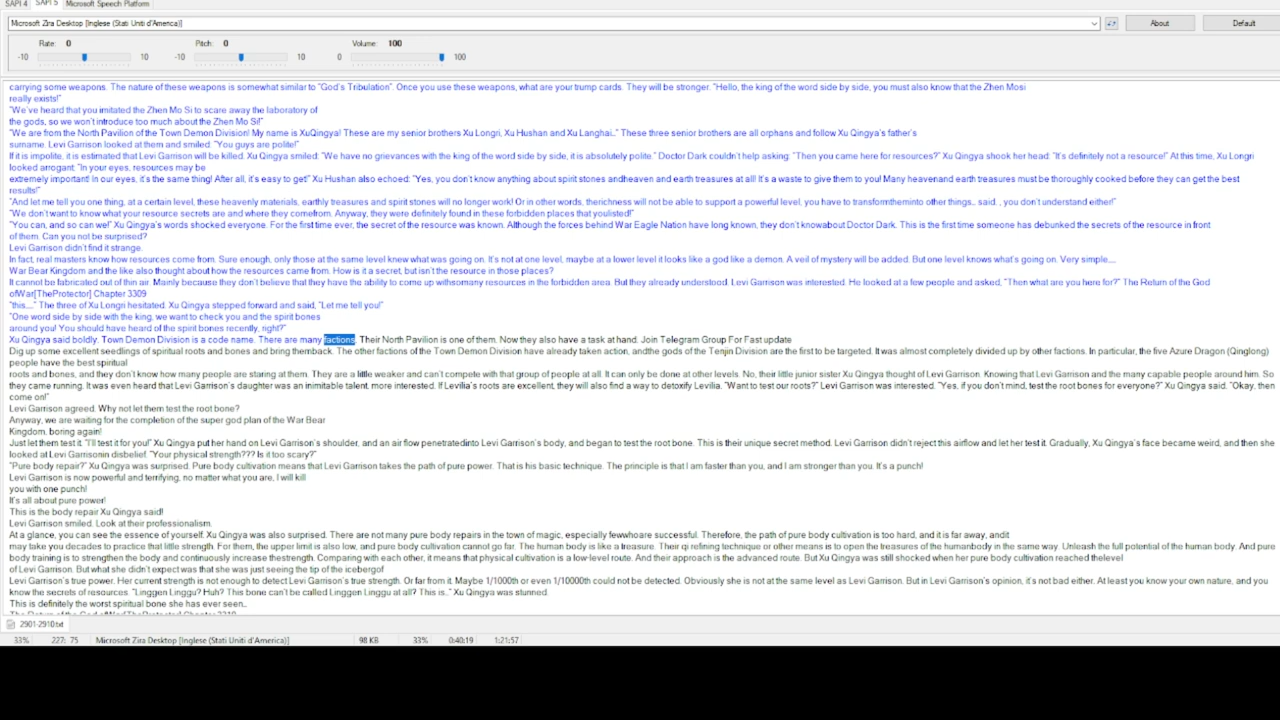 SAPI 4 SAPI 5 Microsoft Speech Platform
Microsoft Zira Desktop [Inglese (Stati Uniti d'America)] About Default
Rate: 0 Pitch: 0 Volume: 100
-10 10 -10 10 0 100
carrying some weapons. The nature of these weapons is somewhat similar to "God's Tribulation". Once you use these weapons, what are your trump cards. They will be stronger. "Hello, the king of the word side by side, you must also know that the Zhen Mosi
really exists!"
"We've heard that you imitated the Zhen Mo Si to scare away the laboratory of
the gods, so we won't introduce too much about the Zhen Mo Si!"
"We are from the North Pavilion of the Town Demon Division! My name is XuQingya! These are my senior brothers Xu Longri, Xu Hushan and Xu Langhai..." These three senior brothers are all orphans and follow Xu Qingya's father's
surname. Levi Garrison looked at them and smiled: "You guys are polite!"
If it is impolite, it is estimated that Levi Garrison will be killed. Xu Qingya smiled: "We have no grievances with the king of the word side by side, it is absolutely polite." Doctor Dark couldn't help asking: "Then you came here for resources?" Xu Qingya shook her head: "It's definitely not a resource!" At this time, Xu Longri
looked arrogant: "In your eyes, resources may be
extremely important! In our eyes, it's the same thing! After all, it's easy to get!" Xu Hushan also echoed: "Yes, you don't know anything about spirit stones andheaven and earth treasures at all! It's a waste to give them to you! Many heavenand earth treasures must be thoroughly cooked before they can get the best
results!"
"And let me tell you one thing, at a certain level, these heavenly materials, earthly treasures and spirit stones will no longer work! Or in other words, therichness will not be able to support a powerful level, you have to transformtheminto other things... said. , you don't understand either!"
"We don't want to know what your resource secrets are and where they comefrom. Anyway, they were definitely found in these forbidden places that youlisted!"
"You can, and so can we!" Xu Qingya's words shocked everyone. For the first time ever, the secret of the resource was known. Although the forces behind War Eagle Nation have long known, they don't knowabout Doctor Dark. This is the first time someone has debunked the secrets of the resource in front
of them. Can you not be surprised?
Levi Garrison didn't find it strange.
In fact, real masters know how resources come from. Sure enough, only those at the same level knew what was going on. It's not at one level, maybe at a lower level it looks like a god like a demon. A veil of mystery will be added. But one level knows what's going on. Very simple.....
War Bear Kingdom and the like also thought about how the resources came from. How is it a secret, but isn't the resource in those places?
It cannot be fabricated out of thin air. Mainly because they don't believe that they have the ability to come up withsomany resources in the forbidden area. But they already understood. Levi Garrison was interested. He looked at a few people and asked, "Then what are you here for?" The Return of the God
ofWar[TheProtector] Chapter 3309
"this....." The three of Xu Longri hesitated. Xu Qingya stepped forward and said, "Let me tell you!"
"One word side by side with the king, we want to check you and the spirit bones
around you! You should have heard of the spirit bones recently, right?"
Xu Qingya said boldly. Town Demon Division is a code name. There are many factions. Their North Pavilion is one of them. Now they also have a task at hand. Join Telegram Group For Fast update
Dig up some excellent seedlings of spiritual roots and bones and bring themback. The other factions of the Town Demon Division have already taken action, andthe gods of the Tenjin Division are the first to be targeted. It was almost completely divided up by other factions. In particular, the five Azure Dragon (Qinglong)
people have the best spiritual
roots and bones, and they don't know how many people are staring at them. They are a little weaker and can't compete with that group of people at all. It can only be done at other levels. No, their little junior sister Xu Qingya thought of Levi Garrison. Knowing that Levi Garrison and the many capable people around him. So
they came running. It was even heard that Levi Garrison's daughter was an inimitable talent, more interested. If Levilia's roots are excellent, they will also find a way to detoxify Levilia. "Want to test our roots?" Levi Garrison was interested. "Yes, if you don't mind, test the root bones for everyone?" Xu Qingya said. "Okay, then
come on!"
Levi Garrison agreed. Why not let them test the root bone?
Anyway, we are waiting for the completion of the super god plan of the War Bear
Kingdom, boring again!
Just let them test it. "I'll test it for you!" Xu Qingya put her hand on Levi Garrison's shoulder, and an air flow penetratedinto Levi Garrison's body, and began to test the root bone. This is their unique secret method. Levi Garrison didn't reject this airflow and let her test it. Gradually, Xu Qingya's face became weird, and then she
looked at Levi Garrisonin disbelief. "Your physical strength??? Is it too scary?"
"Pure body repair?" Xu Qingya was surprised. Pure body cultivation means that Levi Garrison takes the path of pure power. That is his basic technique. The principle is that I am faster than you, and I am stronger than you. It's a punch!
Levi Garrison is now powerful and terrifying, no matter what you are, I will kill
you with one punch!
It's all about pure power!
This is the body repair Xu Qingya said!
Levi Garrison smiled. Look at their professionalism.
At a glance, you can see the essence of yourself. Xu Qingya was also surprised. There are not many pure body repairs in the town of magic, especially fewwhoare successful. Therefore, the path of pure body cultivation is too hard, and it is far away, andit
may take you decades to practice that little strength. For them, the upper limit is also low, and pure body cultivation cannot go far. The human body is like a treasure. Their qi refining technique or other means is to open the treasures of the humanbody in the same way. Unleash the full potential of the human body. And pure
body training is to strengthen the body and continuously increase thestrength. Comparing with each other, it means that physical cultivation is a low-level route. And their approach is the advanced route. But Xu Qingya was still shocked when her pure body cultivation reached thelevel
of Levi Garrison. But what she didn't expect was that she was just seeing the tip of the icebergof
Levi Garrison's true power. Her current strength is not enough to detect Levi Garrison's true strength. Or far from it. Maybe 1/1000th or even 1/10000th could not be detected. Obviously she is not at the same level as Levi Garrison. But in Levi Garrison's opinion, it's not bad either. At least you know your own nature, and you
know the secrets of resources. "Linggen Linggu? Huh? This bone can't be called Linggen Linggu at all? This is.." Xu Qingya was stunned.
This is definitely the worst spiritual bone she has ever seen...
2901-2910.txt
33% 227: 75 Microsoft Zira Desktop [Inglese (Stati Uniti d'America)] 98 KB 33% 0:40:19 1:21:57